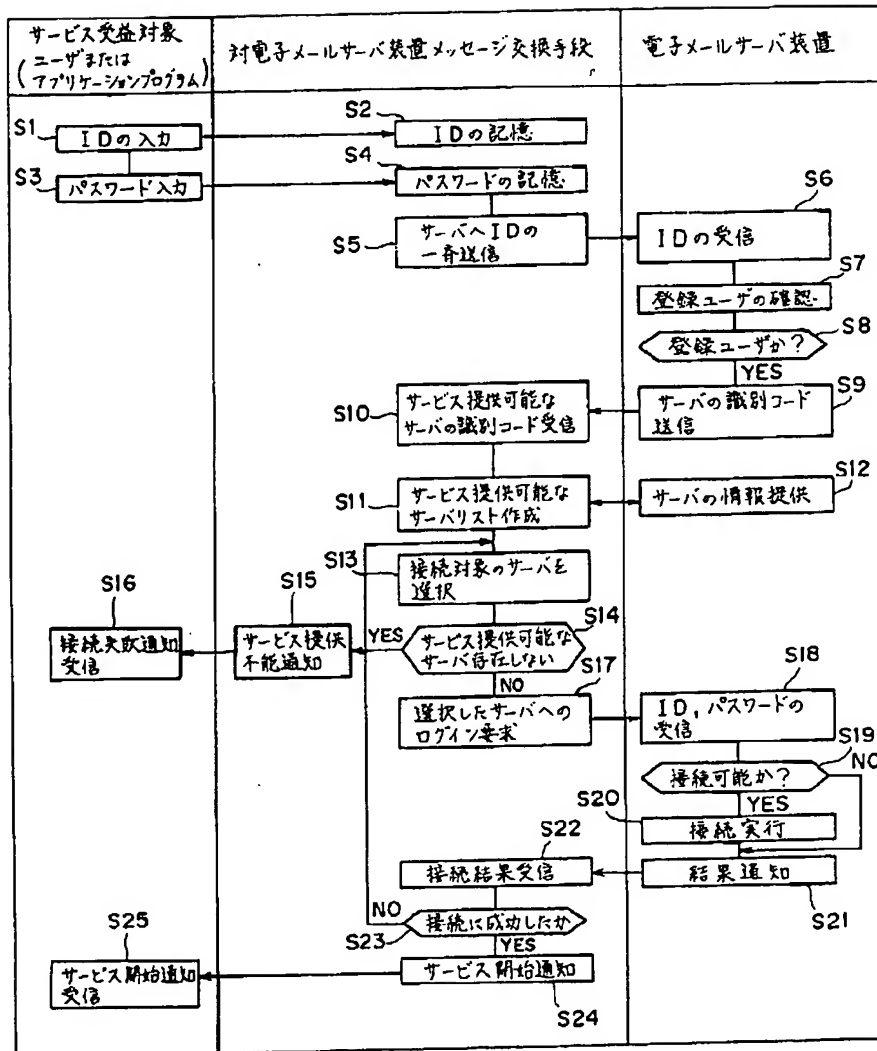 サービス受益対象
(ユーザまたは
アプリケーションプログラム)
対電子メールサーバ装置メッセージ交換手段
電子メールサーバ装置
S1
IDの入力
S2
IDの記憶
S3
パスワード入力
S4
パスワードの記憶
S5
サーバへIDの
一斉送信
S6
IDの受信
S7
登録ユーザの確認
S8
登録ユーザか?
YES
S9
サーバの識別コード
送信
S10
サービス提供可能な
サーバの識別コード受信
S11
サービス提供可能な
サーバリスト作成
S12
サーバの情報提供
S13
接続対象のサーバを
選択
S14
サービス提供可能な
サーバ存在しない
YES
NO
S15
サービス提供
不能通知
S16
接続失敗通知
受信
S17
選択したサーバへの
ログイン要求
S18
ID,パスワードの
受信
S19
接続可能か?
NO
YES
S20
接続実行
結果通知
S21
S22
接続結果受信
NO
接続に成功したか
S23
YES
サービス開始通知
S24
S25
サービス開始通知
受信